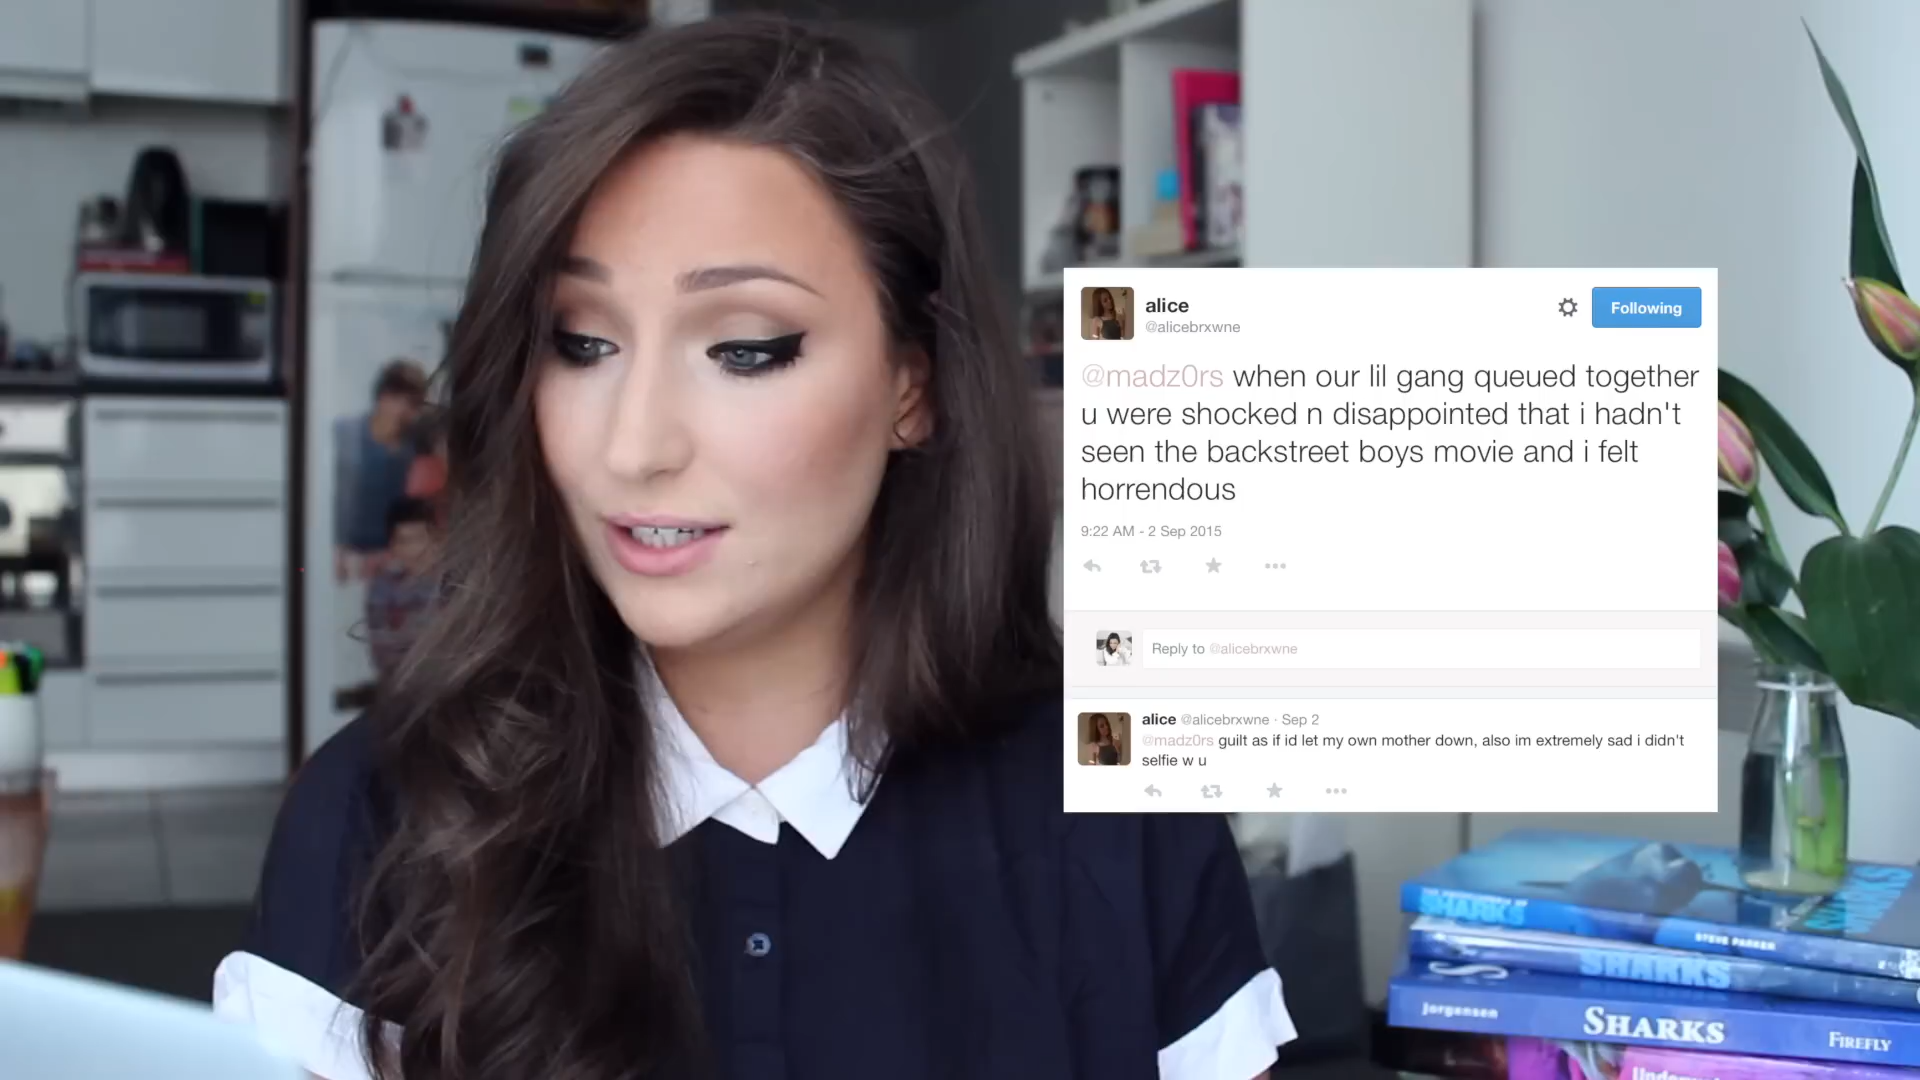 alice
@alicebrxwne
Following
@madz0rs when our lil gang queued together
u were shocked n disappointed that i hadn't
seen the backstreet boys movie and i felt
horrendous
9:22 AM - 2 Sep 2015
Reply to @alicebrxwne
alice @alicebrxwne · Sep 2
@madz0rs guilt as if id let my own mother down, also im extremely sad i didn't
selfie w u
SHARKS
STEVE PARKER
SHARKS
Jorgensen
SHARKS
FIREFLY